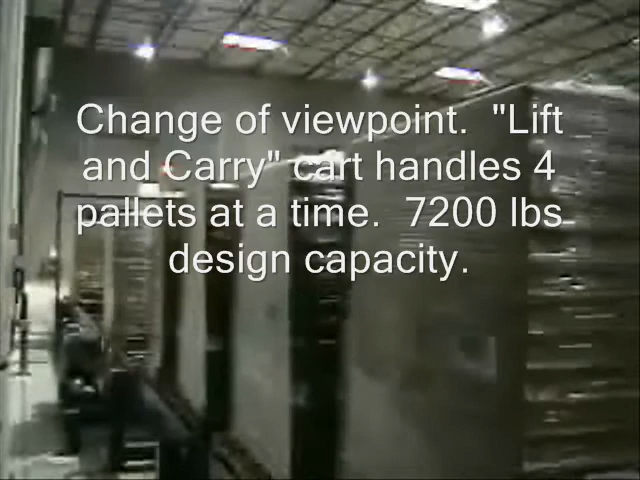 Change of viewpoint.  "Lift
and Carry" cart handles 4
pallets at a time.  7200 lbs
design capacity.